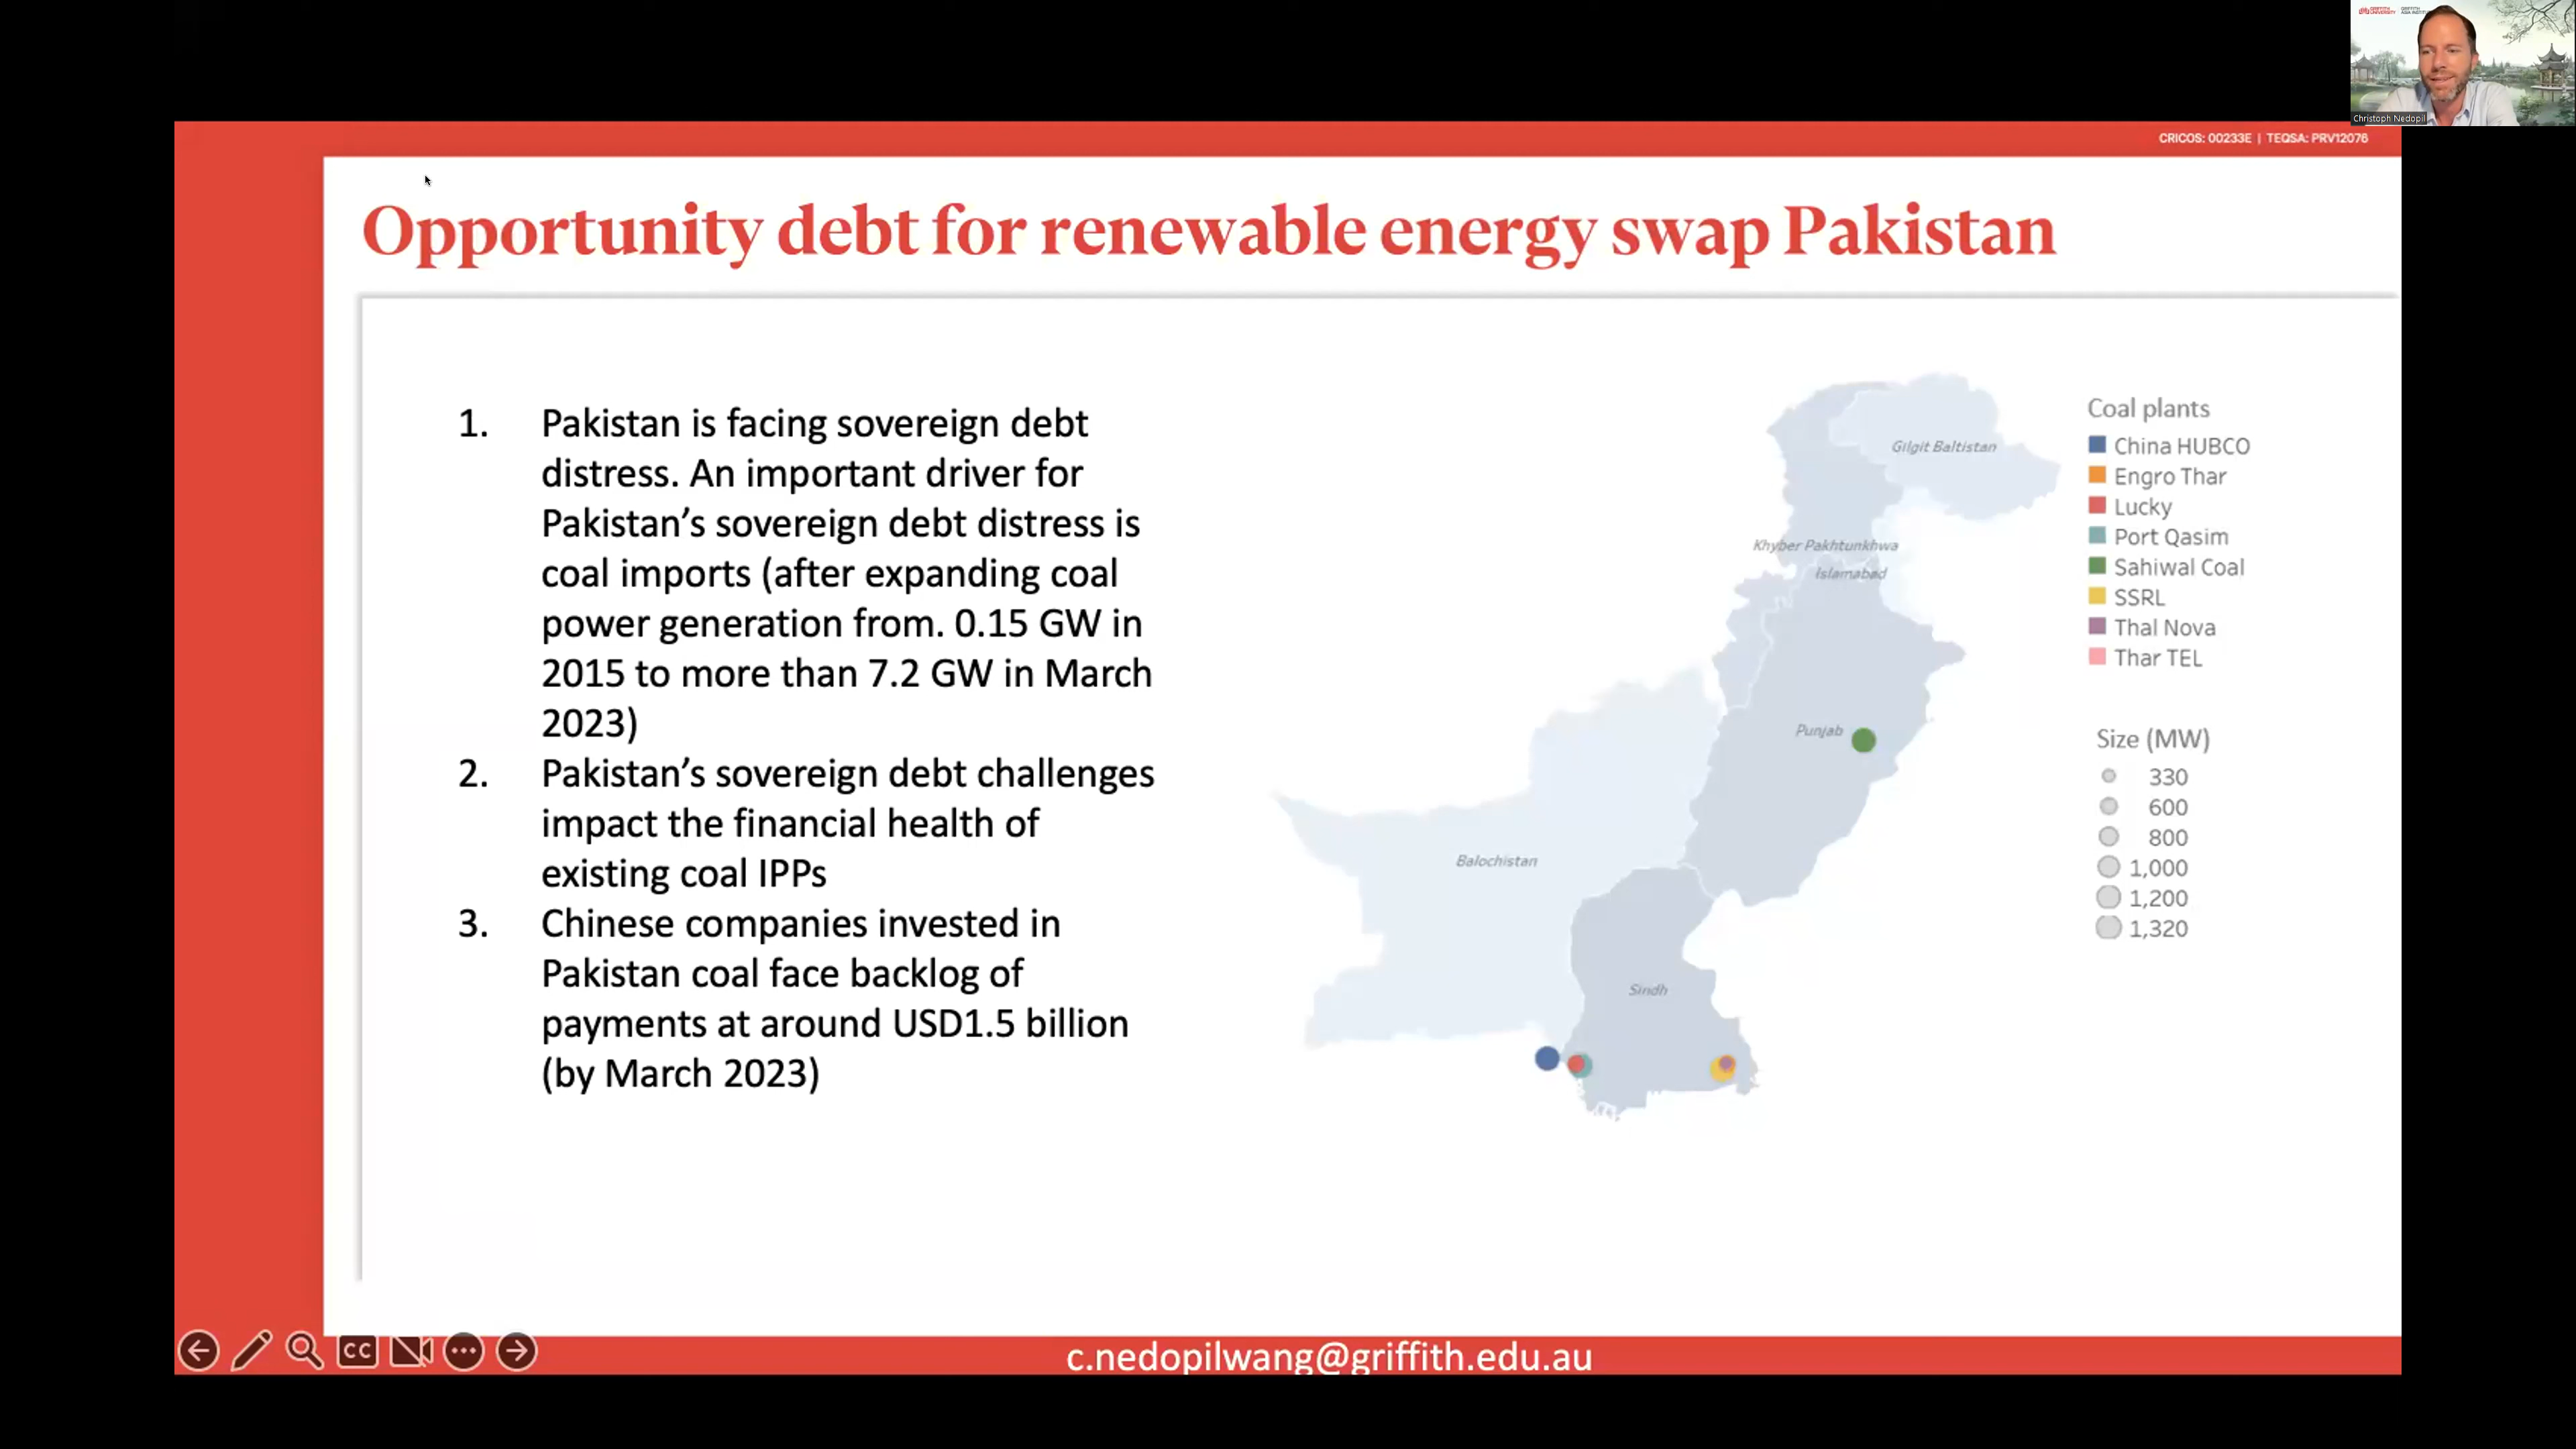 GRIFFITH
UNIVERSITY
GRIFFITH
Christoph Nedopil
CRICOS: 00233E | TEQSA: PRV12076
Opportunity debt for renewable energy swap Pakistan
1. Pakistan is facing sovereign debt
distress. An important driver for
Pakistan’s sovereign debt distress is
coal imports (after expanding coal
power generation from. 0.15 GW in
2015 to more than 7.2 GW in March
2023)
2. Pakistan’s sovereign debt challenges
impact the financial health of
existing coal IPPs
3. Chinese companies invested in
Pakistan coal face backlog of
payments at around USD1.5 billion
(by March 2023)
Gilgit Baltistan
Khyber Pakhtunkhwa
Islamabad
Punjab
Balochistan
Sindh
Coal plants
China HUBCO
Engro Thar
Lucky
Port Qasim
Sahiwal Coal
SSRL
Thal Nova
Thar TEL
Size (MW)
330
600
800
1,000
1,200
1,320
CC
c.nedopilwang@griffith.edu.au